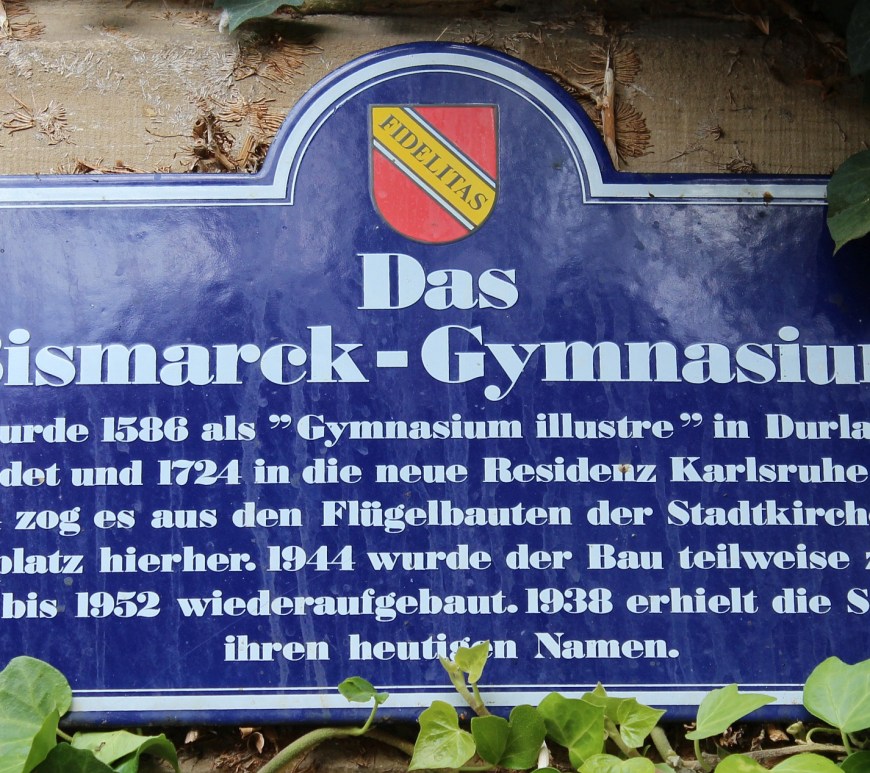 FIDELITAS
Das
Bismarck-Gymnasium
urde 1586 als "Gymnasium illustre" in Durla
det und 1724 in die neue Residenz Karlsruhe
zog es aus den Flügelbauten der Stadtkirch
platz hierher. 1944 wurde der Bau teilweise z
bis 1952 wiederaufgebaut. 1938 erhielt die S
ihren heutigen Namen.